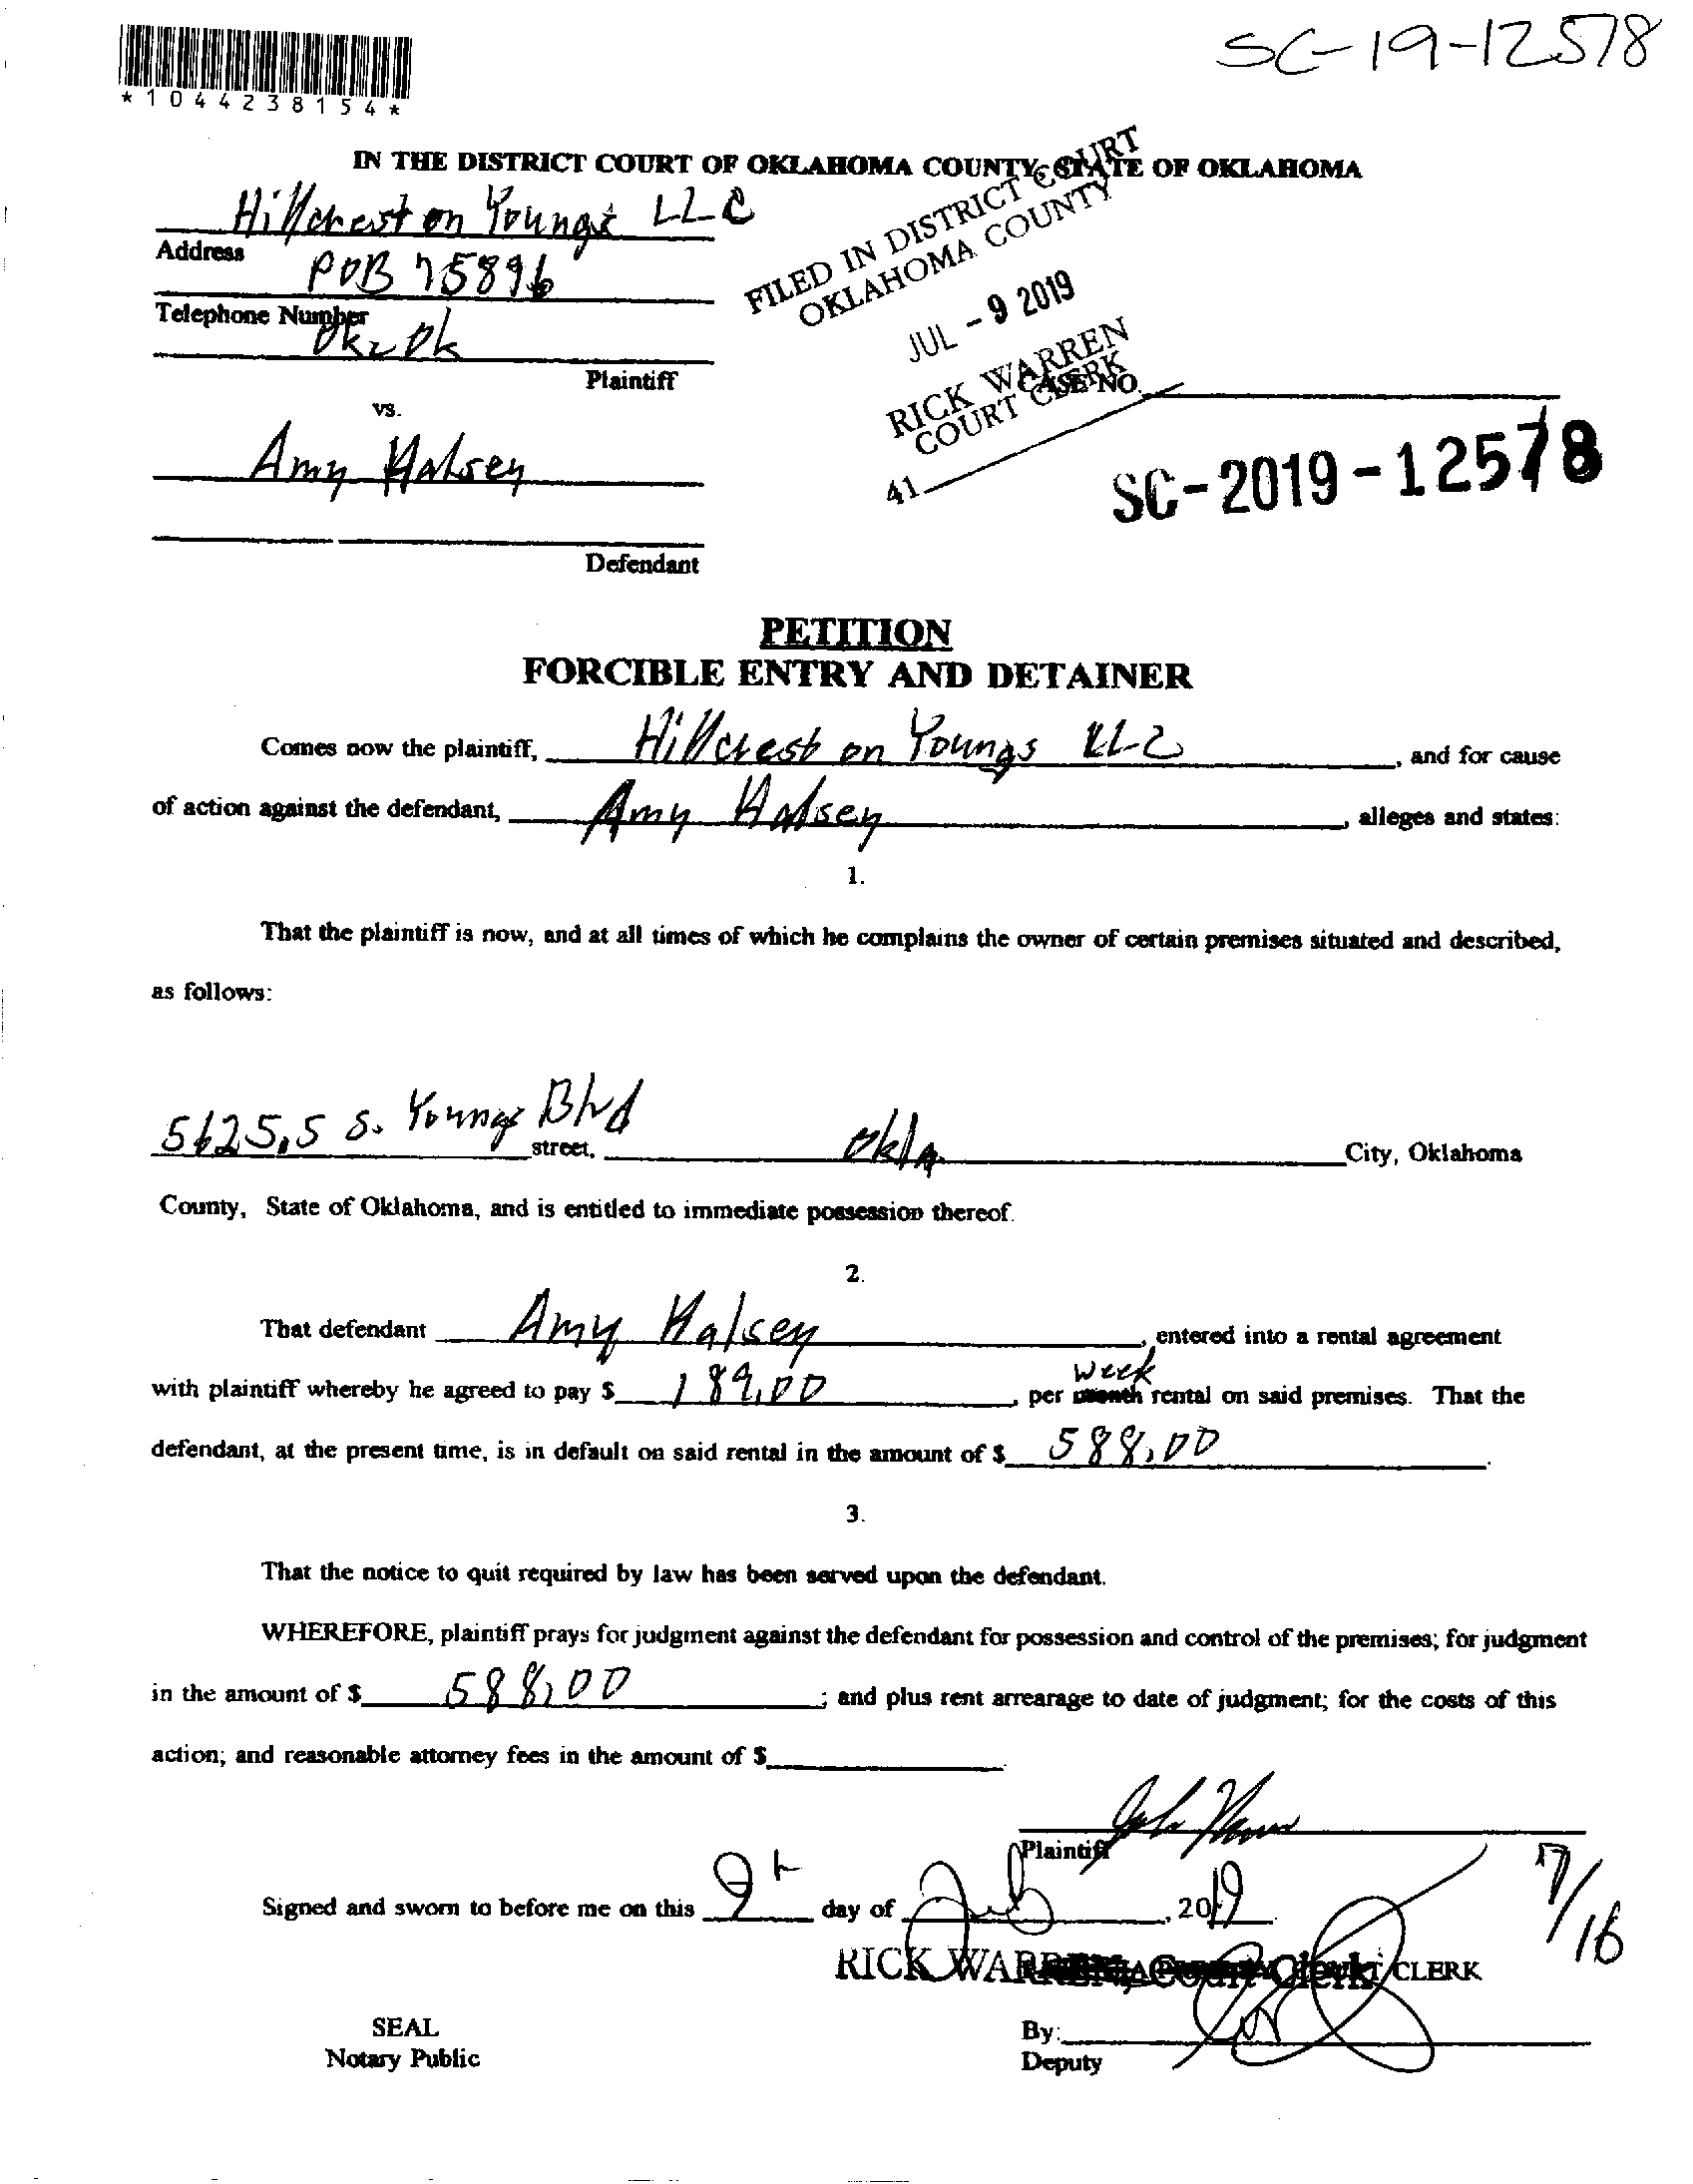 SC-19-12578
*1044238154*
IN THE DISTRICT COURT OF OKLAHOMA COUNTY, STATE OF OKLAHOMA
FILED IN DISTRICT COURT
OKLAHOMA COUNTY
JUL - 9 2019
RICK WARREN
COURT CLERK
41
Hillcrest on Youngs LLC
Address
POB 75896
Telephone Number
Okc Ok
Plaintiff
CASE NO.
vs.
Amy Halsey
SC-2019-12578
Defendant
PETITION
FORCIBLE ENTRY AND DETAINER
Comes now the plaintiff, Hillcrest on Youngs LLC, and for cause
of action against the defendant, Amy Halsey, alleges and states:
1.
That the plaintiff is now, and at all times of which he complains the owner of certain premises situated and described,
as follows:
5625.5 S. Youngs Blvd street, Okla. City, Oklahoma
County, State of Oklahoma, and is entitled to immediate possession thereof.
2.
That defendant Amy Halsey, entered into a rental agreement
week
with plaintiff whereby he agreed to pay $ 189.00, per month rental on said premises. That the
defendant, at the present time, is in default on said rental in the amount of $ 588.00.
3.
That the notice to quit required by law has been served upon the defendant.
WHEREFORE, plaintiff prays for judgment against the defendant for possession and control of the premises; for judgment
in the amount of $ 588.00; and plus rent arrearage to date of judgment; for the costs of this
action; and reasonable attorney fees in the amount of $
Plaintiff
7/16
Signed and sworn to before me on this 9th day of July, 2019
RICK WARREN, Court Clerk CLERK
SEAL
Notary Public
By:
Deputy